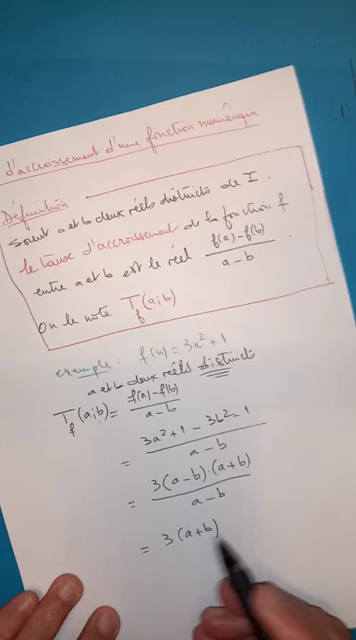 d'accroissement d'une fonction numérique
Définition
Soient a et b deux réels distincts de I.
le taux d'accroissement de la fonction f
entre a et b est le réel f(a)-f(b) / a-b .
On le note T_f(a;b)
exemple : f(x) = 3x² + 1
a et b deux réels distincts
T_f(a;b) = f(a)-f(b) / a-b
= 3a²+1 - 3b²-1 / a-b
= 3(a-b)·(a+b) / a-b
= 3(a+b)